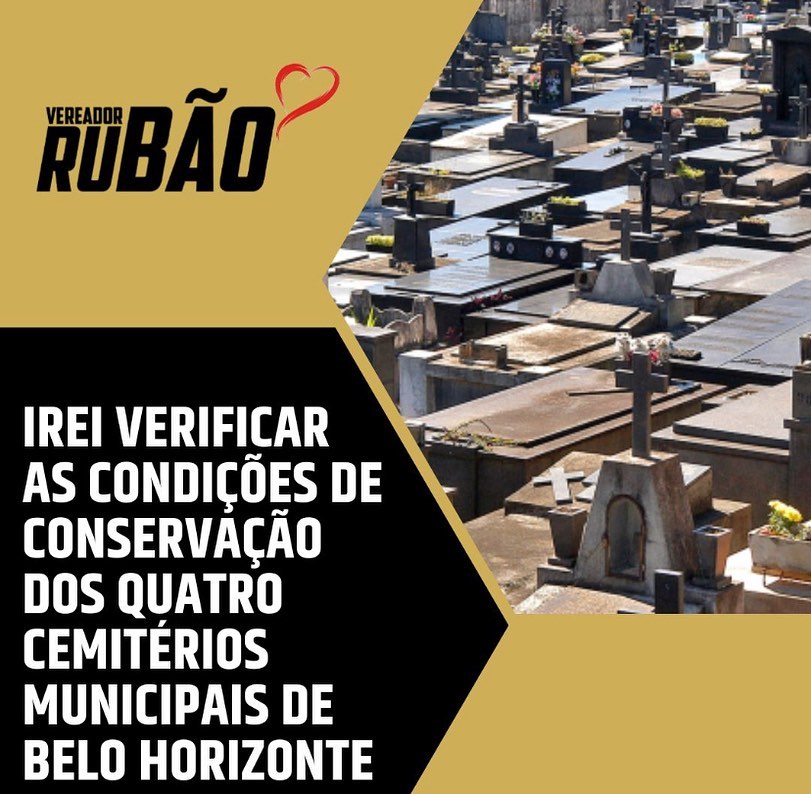 VEREADOR
RUBÃO
IREI VERIFICAR
AS CONDIÇÕES DE
CONSERVAÇÃO
DOS QUATRO
CEMITÉRIOS
MUNICIPAIS DE
BELO HORIZONTE